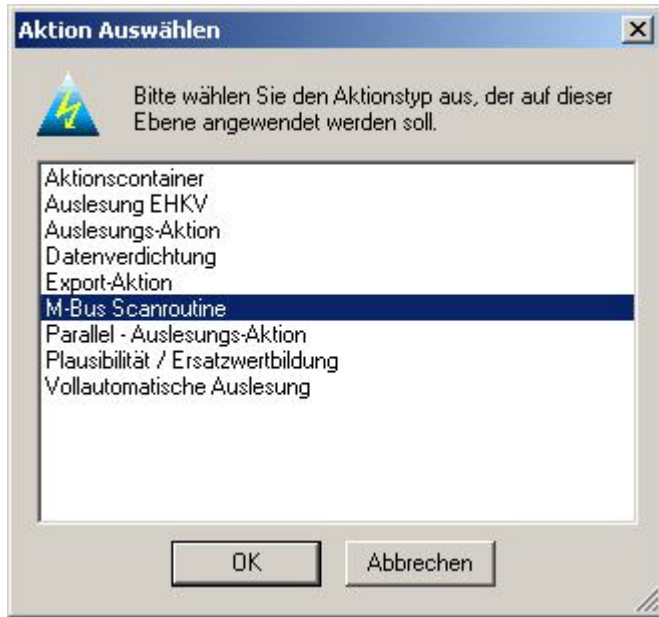 Aktion Auswählen
Bitte wählen Sie den Aktionstyp aus, der auf dieser
Ebene angewendet werden soll.
Aktionscontainer
Auslesung EHKV
Auslesungs-Aktion
Datenverdichtung
Export-Aktion
M-Bus Scanroutine
Parallel - Auslesungs-Aktion
Plausibilität / Ersatzwertbildung
Vollautomatische Auslesung
OK
Abbrechen